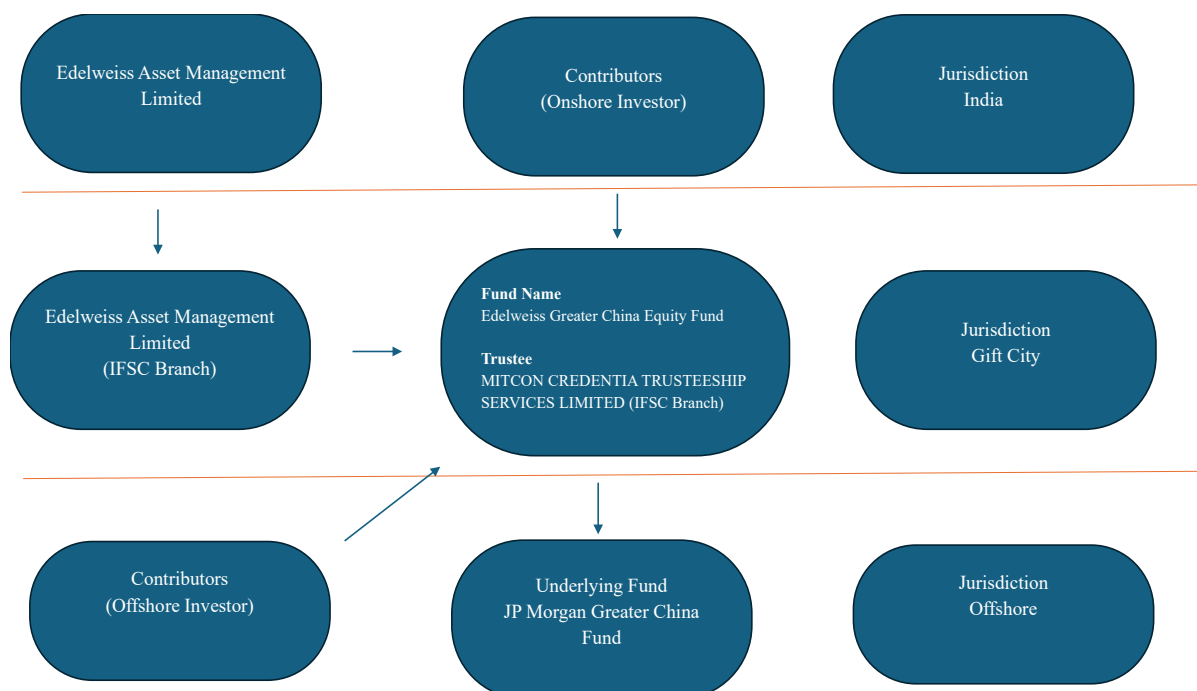 Edelweiss Asset Management
Limited
Contributors
(Onshore Investor)
Jurisdiction
India
Edelweiss Asset Management
Limited
(IFSC Branch)
Fund Name
Edelweiss Greater China Equity Fund
Trustee
MITCON CREDENTIA TRUSTEESHIP
SERVICES LIMITED (IFSC Branch)
Jurisdiction
Gift City
Contributors
(Offshore Investor)
Underlying Fund
JP Morgan Greater China
Fund
Jurisdiction
Offshore